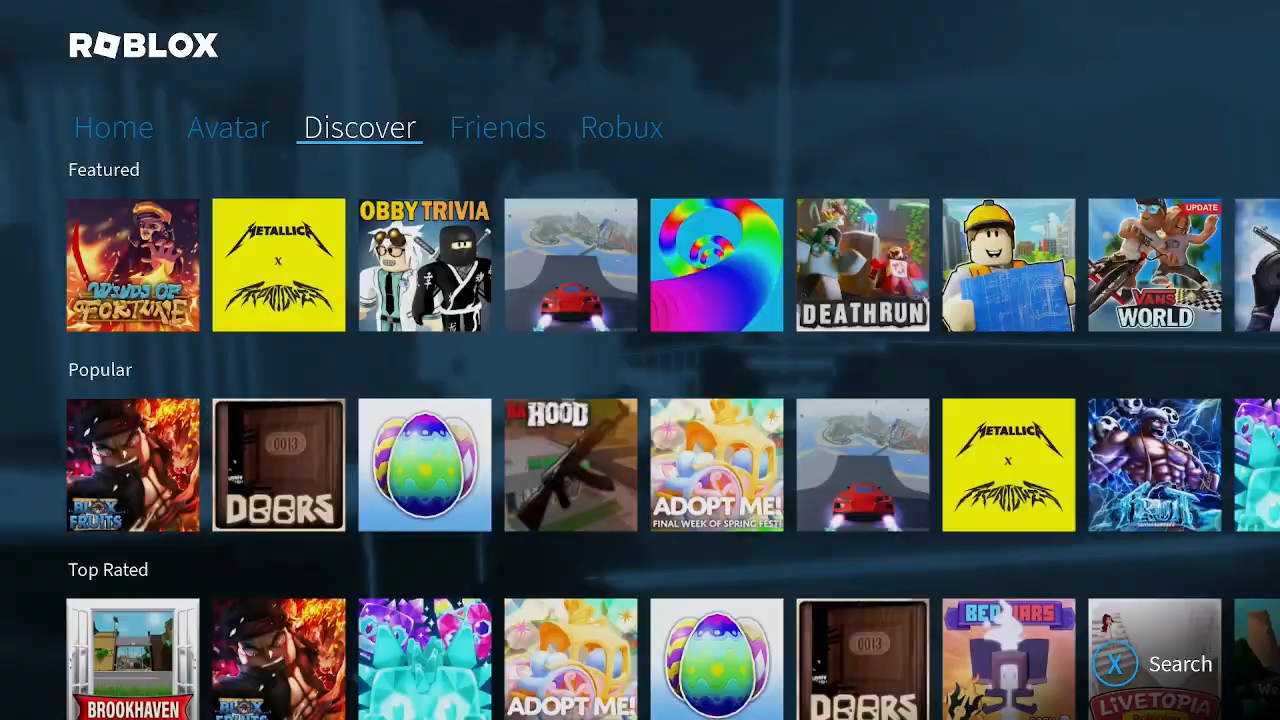 ROBLOX
Home Avatar Discover Friends Robux
Featured
WINDS OF
FORTUNE
METALLICA
X
OBBY TRIVIA
DEATHRUN
UPDATE
VANS
WORLD
Popular
BLOX
FRUITS
0013
DOORS
DA HOOD
ADOPT ME!
FINAL WEEK OF SPRING FEST!
METALLICA
X
Top Rated
BROOKHAVEN
BLOX
FRUITS
ADOPT ME!
0013
DOORS
BEDWARS
X Search
LIVETOPIA